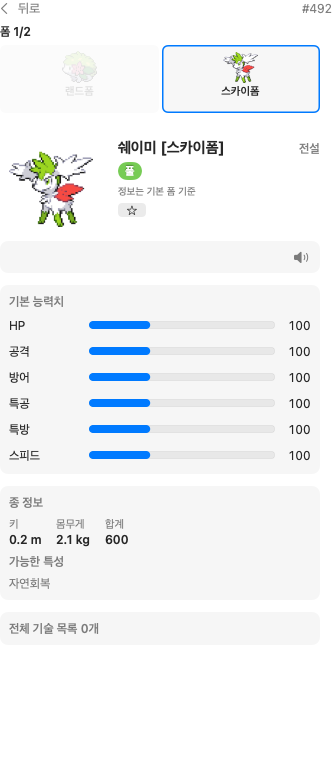 뒤로 #492
폼 1/2
랜드폼 스카이폼
쉐이미 [스카이폼] 전설
정보는 기본 폼 기준
기본 능력치
HP 100
공격 100
방어 100
특공 100
특방 100
스피드 100
종 정보
키 몸무게 합계
0.2 m 2.1 kg 600
가능한 특성
자연회복
전체 기술 목록 0개